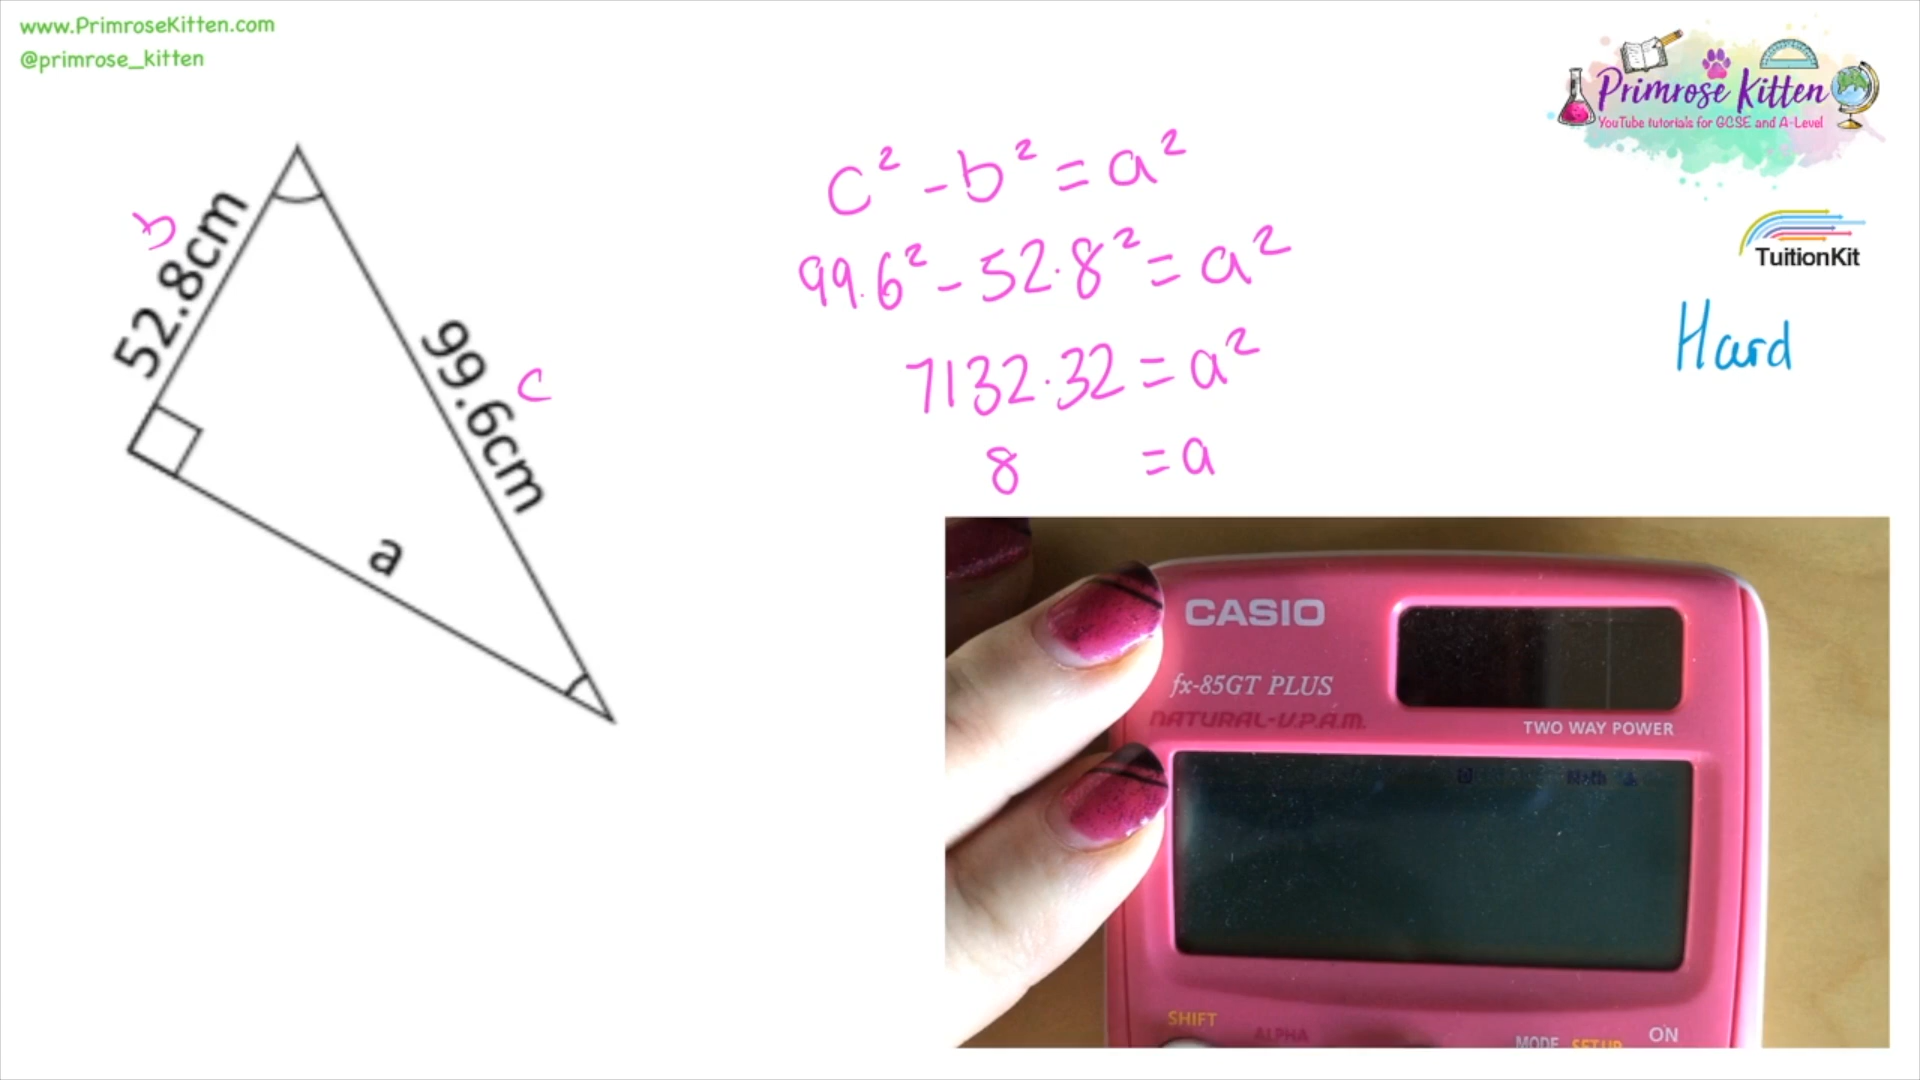 www.PrimroseKitten.com
@primrose_kitten
Primrose Kitten
YouTube tutorials for GCSE and A-Level
TuitionKit
Hard
b
52.8cm
99.6cm
c
a
c² - b² = a²
99.6² - 52.8² = a²
7132.32 = a²
8 = a
CASIO
fx-85GT PLUS
NATURAL-V.P.A.M.
TWO WAY POWER
Math
SHIFT
ALPHA
MODE SETUP
ON